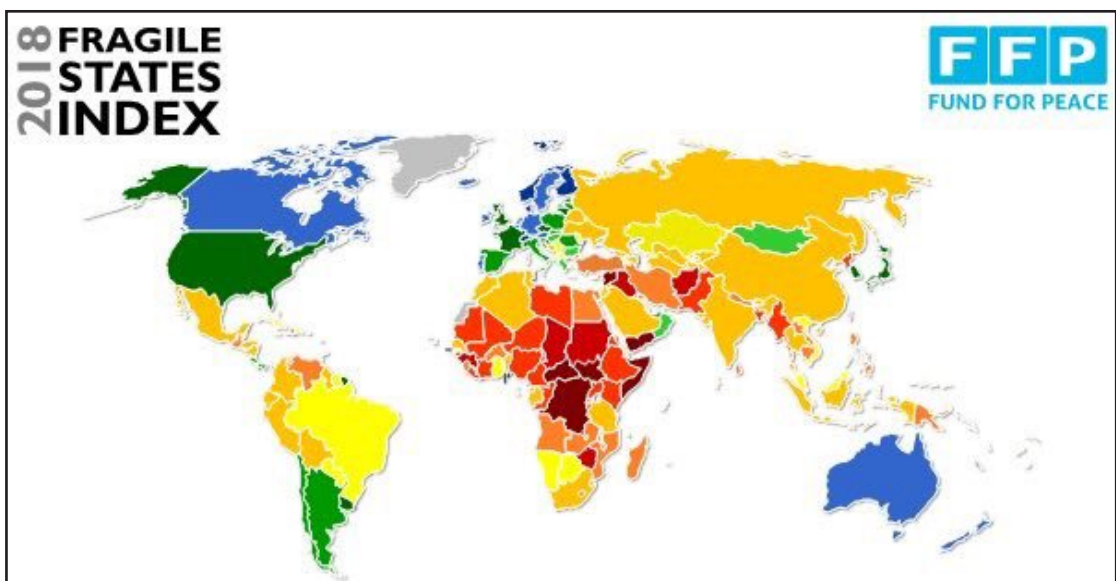 2018
FRAGILE
STATES
INDEX
FFP
FUND FOR PEACE